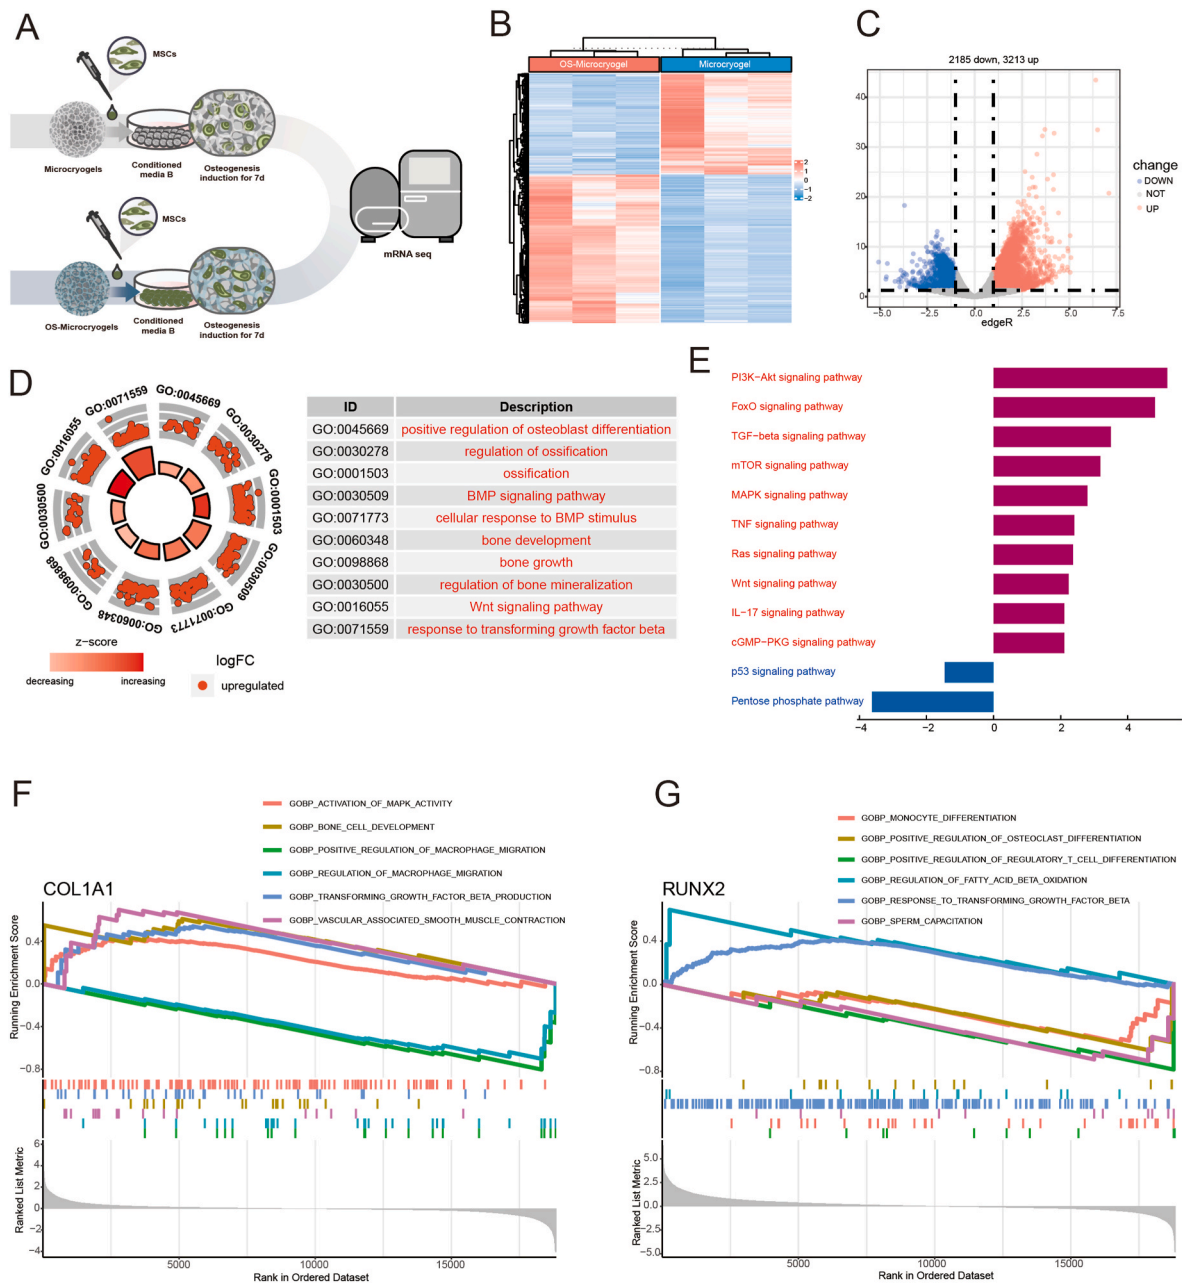 A
MSCs
Microcryogels
Conditioned
media B
Osteogenesis
induction for 7d
MSCs
OS-Microcryogels
Conditioned
media B
Osteogenesis
induction for 7d
mRNA seq
B
OS-Microcryogel
Microcryogel
2
1
0
−1
−2
C
2185 down, 3213 up
40
30
20
10
0
−5.0
−2.5
0.0
2.5
5.0
7.5
edgeR
change
DOWN
NOT
UP
D
GO:0071559
GO:0045669
GO:0030278
GO:0001503
GO:0030509
GO:0071773
GO:0060348
GO:0098868
GO:0030500
GO:0016055
z−score
decreasing
increasing
logFC
upregulated
ID Description
GO:0045669 positive regulation of osteoblast differentiation
GO:0030278 regulation of ossification
GO:0001503 ossification
GO:0030509 BMP signaling pathway
GO:0071773 cellular response to BMP stimulus
GO:0060348 bone development
GO:0098868 bone growth
GO:0030500 regulation of bone mineralization
GO:0016055 Wnt signaling pathway
GO:0071559 response to transforming growth factor beta
E
PI3K−Akt signaling pathway
FoxO signaling pathway
TGF−beta signaling pathway
mTOR signaling pathway
MAPK signaling pathway
TNF signaling pathway
Ras signaling pathway
Wnt signaling pathway
IL−17 signaling pathway
cGMP−PKG signaling pathway
p53 signaling pathway
Pentose phosphate pathway
−4
−2
0
2
4
F
GOBP_ACTIVATION_OF_MAPK_ACTIVITY
GOBP_BONE_CELL_DEVELOPMENT
GOBP_POSITIVE_REGULATION_OF_MACROPHAGE_MIGRATION
GOBP_REGULATION_OF_MACROPHAGE_MIGRATION
GOBP_TRANSFORMING_GROWTH_FACTOR_BETA_PRODUCTION
GOBP_VASCULAR_ASSOCIATED_SMOOTH_MUSCLE_CONTRACTION
COL1A1
Running Enrichment Score
0.4
0.0
−0.4
−0.8
Ranked List Metric
6
4
2
0
−2
−4
5000
10000
15000
Rank in Ordered Dataset
G
GOBP_MONOCYTE_DIFFERENTIATION
GOBP_POSITIVE_REGULATION_OF_OSTEOCLAST_DIFFERENTIATION
GOBP_POSITIVE_REGULATION_OF_REGULATORY_T_CELL_DIFFERENTIATION
GOBP_REGULATION_OF_FATTY_ACID_BETA_OXIDATION
GOBP_RESPONSE_TO_TRANSFORMING_GROWTH_FACTOR_BETA
GOBP_SPERM_CAPACITATION
RUNX2
Running Enrichment Score
0.4
0.0
−0.4
−0.8
Ranked List Metric
5.0
2.5
0.0
−2.5
−5.0
5000
10000
15000
Rank in Ordered Dataset